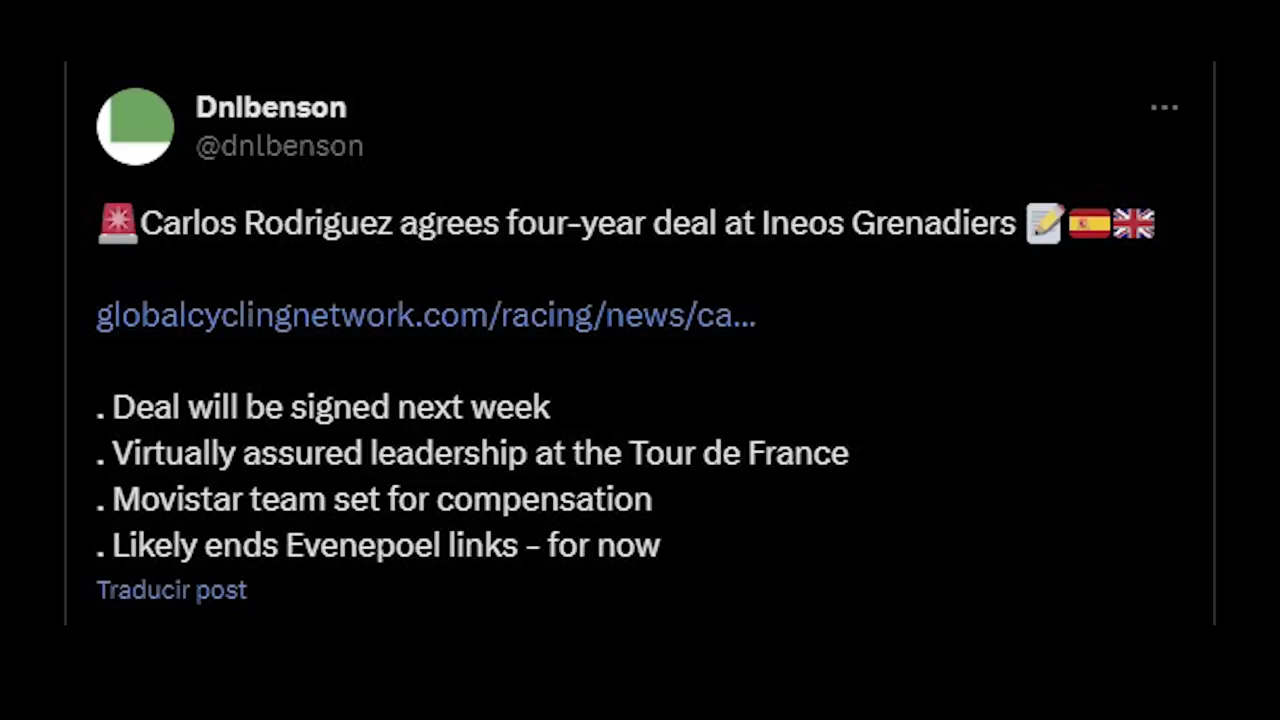 Dnlbenson
@dnlbenson
Carlos Rodriguez agrees four-year deal at Ineos Grenadiers
globalcyclingnetwork.com/racing/news/ca...
. Deal will be signed next week
. Virtually assured leadership at the Tour de France
. Movistar team set for compensation
. Likely ends Evenepoel links - for now
Traducir post